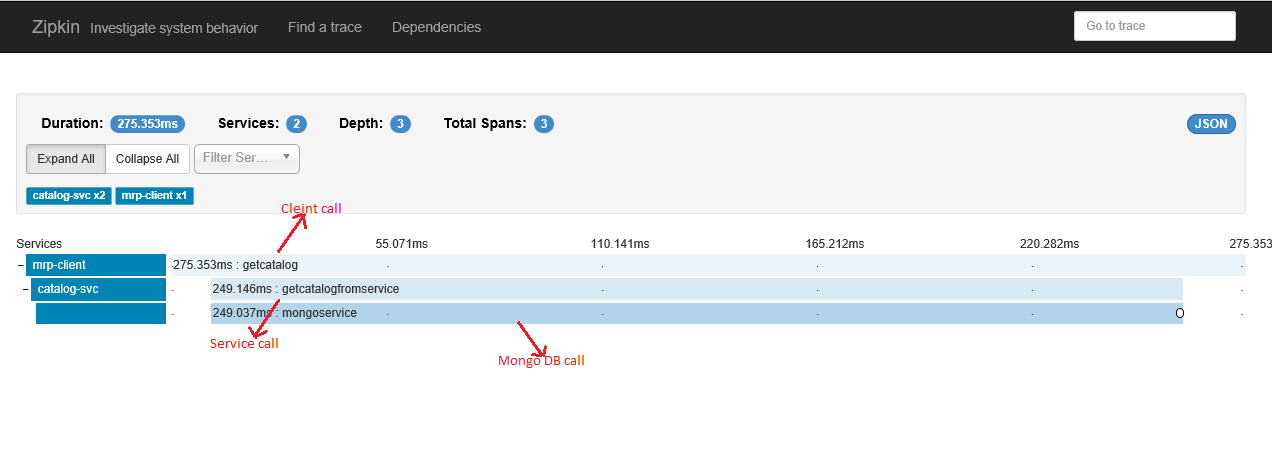 Zipkin Investigate system behavior Find a trace Dependencies Go to trace
Duration: 275.353ms Services: 2 Depth: 3 Total Spans: 3 JSON
Expand All Collapse All Filter Ser...
catalog-svc x2 mrp-client x1
Cleint call
Services 55.071ms 110.141ms 165.212ms 220.282ms 275.353
mrp-client 275.353ms : getcatalog
catalog-svc 249.146ms : getcatalogfromservice
249.037ms : mongoservice
Service call
Mongo DB call